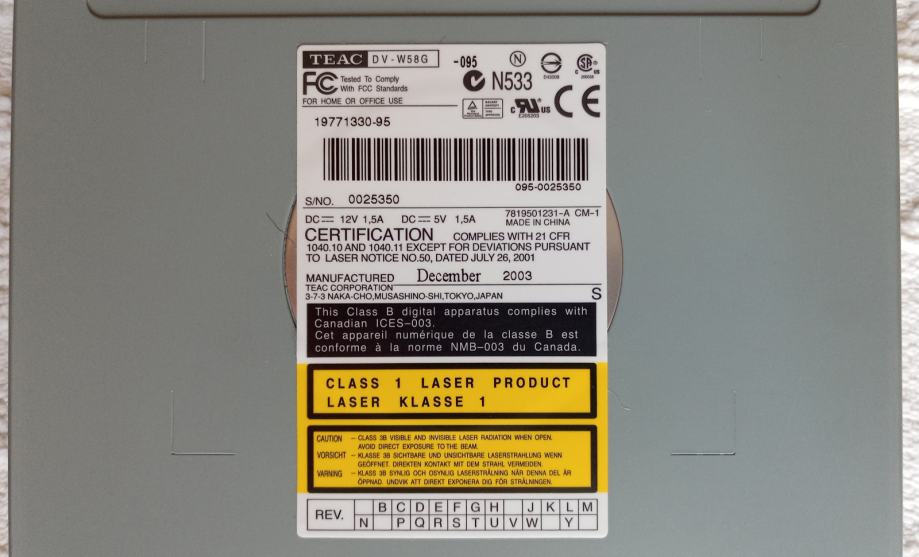 TEAC DV-W58G -095
FC Tested To Comply
With FCC Standards
FOR HOME OR OFFICE USE
N
N533
C US
CE
19771330-95
095-0025350
S/NO. 0025350
DC 12V 1,5A DC 5V 1,5A
7819501231-A CM-1
MADE IN CHINA
CERTIFICATION COMPLIES WITH 21 CFR
1040.10 AND 1040.11 EXCEPT FOR DEVIATIONS PURSUANT
TO LASER NOTICE NO.50, DATED JULY 26, 2001
MANUFACTURED December 2003
TEAC CORPORATION
3-7-3 NAKA-CHO,MUSASHINO-SHI,TOKYO,JAPAN S
This Class B digital apparatus complies with
Canadian ICES-003.
Cet appareil numérique de la classe B est
conforme à la norme NMB-003 du Canada.
CLASS 1 LASER PRODUCT
LASER KLASSE 1
CAUTION – CLASS 3B VISIBLE AND INVISIBLE LASER RADIATION WHEN OPEN.
AVOID DIRECT EXPOSURE TO THE BEAM.
VORSICHT – KLASSE 3B SICHTBARE UND UNSICHTBARE LASERSTRAHLUNG WENN
GEÖFFNET. DIREKTEN KONTAKT MIT DEM STRAHL VERMEIDEN.
VARNING – KLASS 3B SYNLIG OCH OSYNLIG LASERSTRÅLNING NÄR DENNA DEL ÄR
ÖPPNAD. UNDVIK ATT DIREKT EXPONERA DIG FÖR STRÅLNINGEN.
REV. B C D E F G H J K L M
N P Q R S T U V W Y